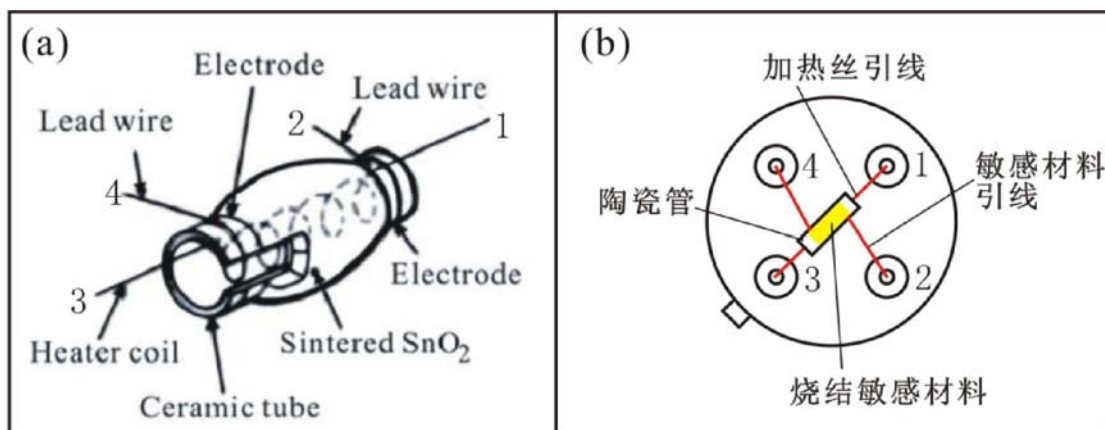 (a)
Electrode
Lead wire
Lead wire
2
1
4
3
Electrode
Heater coil
Sintered SnO₂
Ceramic tube
(b)
加热丝引线
4
1
敏感材料
引线
陶瓷管
3
2
烧结敏感材料